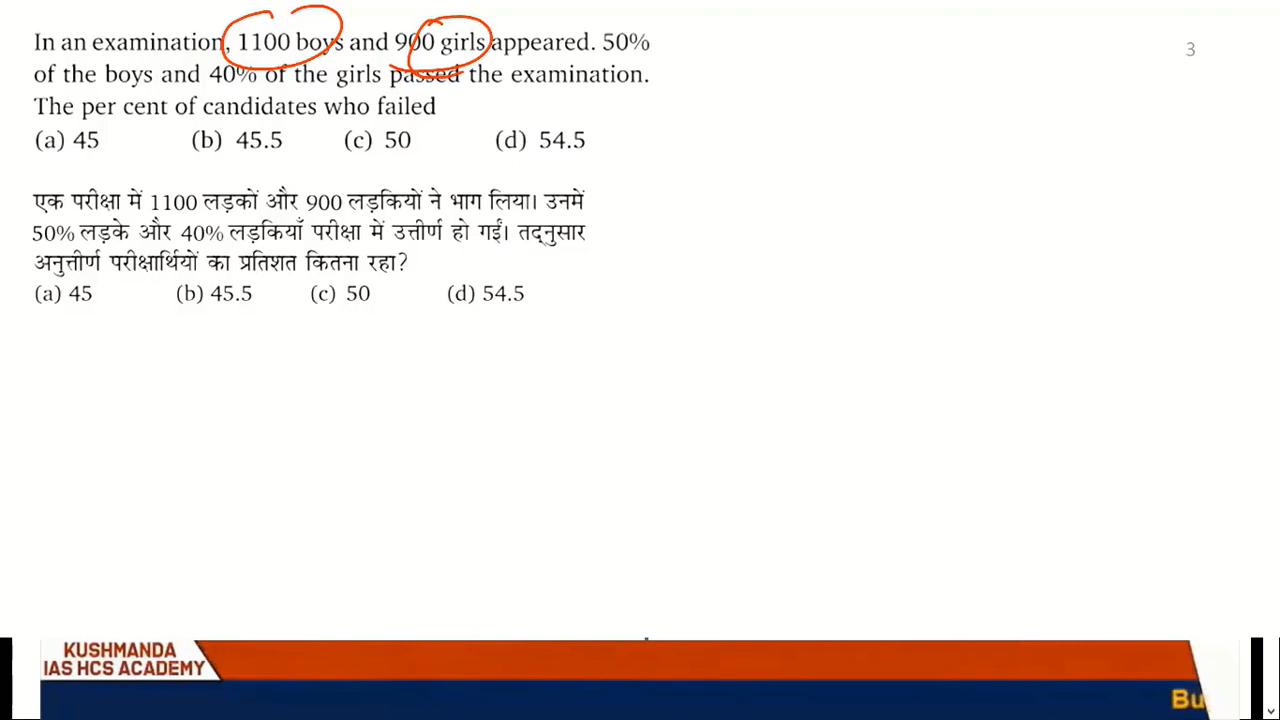 In an examination, 1100 boys and 900 girls appeared. 50%
3
of the boys and 40% of the girls passed the examination.
The per cent of candidates who failed
(a) 45 (b) 45.5 (c) 50 (d) 54.5
एक परीक्षा में 1100 लड़कों और 900 लड़कियों ने भाग लिया। उनमें
50% लड़के और 40% लड़कियाँ परीक्षा में उत्तीर्ण हो गईं। तद्नुसार
अनुत्तीर्ण परीक्षार्थियों का प्रतिशत कितना रहा?
(a) 45 (b) 45.5 (c) 50 (d) 54.5
KUSHMANDA
IAS HCS ACADEMY
Bu